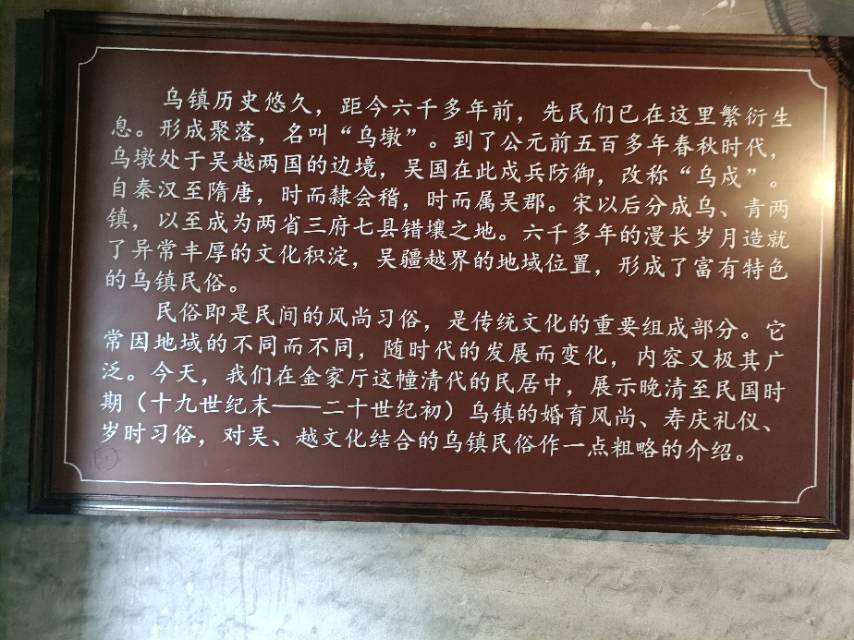 乌镇历史悠久，距今六千多年前，先民们已在这里繁衍生
息。形成聚落，名叫“乌墩”。到了公元前五百多年春秋时代，
乌墩处于吴越两国的边境，吴国在此戍兵防御，改称“乌戍”。
自秦汉至隋唐，时而隸会稽，时而属吴郡。宋以后分成乌、青两
镇，以至成为两省三府七县错壤之地。六千多年的漫长岁月造就
了异常丰厚的文化积淀，吴疆越界的地域位置，形成了富有特色
的乌镇民俗。
民俗即是民间的风尚习俗，是传统文化的重要组成部分。它
常因地域的不同而不同，随时代的发展而变化，内容又极其广
泛。今天，我们在金家厅这幢清代的民居中，展示晚清至民国时
期（十九世纪末——二十世纪初）乌镇的婚育风尚、寿庆礼仪、
岁时习俗，对吴、越文化结合的乌镇民俗作一点粗略的介绍。